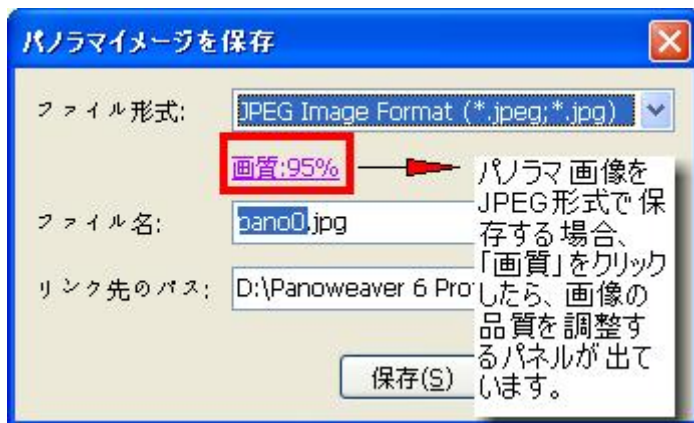 パノラマイメージを保存
ファイル形式:
JPEG Image Format (*.jpeg;*.jpg)
画質:95%
ファイル名:
pano0.jpg
リンク先のパス:
D:\Panoweaver 6 Pro
保存(S)
パノラマ画像を
JPEG形式で保
存する場合、
「画質」をクリック
したら、画像の
品質を調整す
るパネルが出て
います。